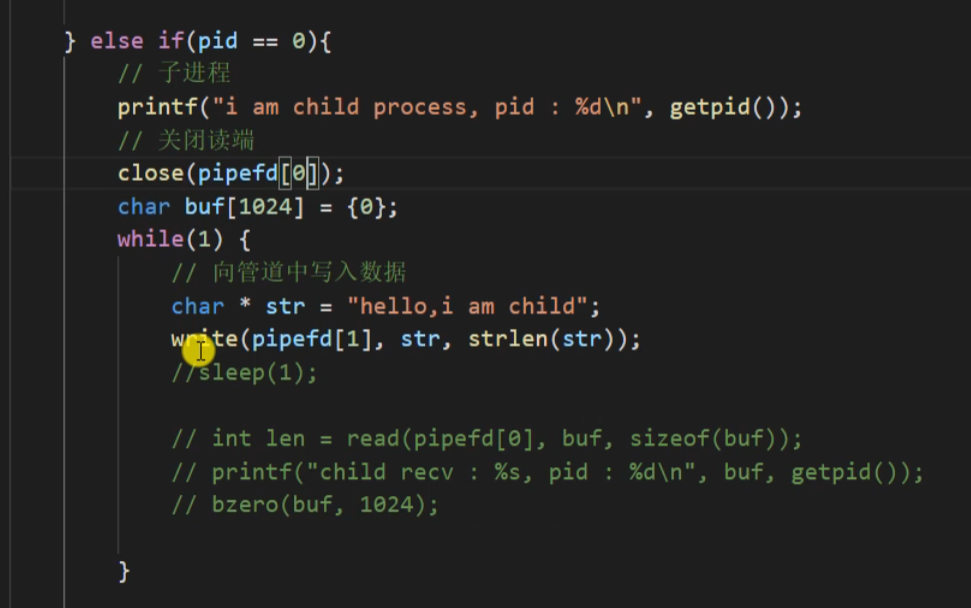 } else if(pid == 0){
// 子进程
printf("i am child process, pid : %d\n", getpid());
// 关闭读端
close(pipefd[0]);
char buf[1024] = {0};
while(1) {
// 向管道中写入数据
char * str = "hello,i am child";
write(pipefd[1], str, strlen(str));
//sleep(1);
// int len = read(pipefd[0], buf, sizeof(buf));
// printf("child recv : %s, pid : %d\n", buf, getpid());
// bzero(buf, 1024);
}